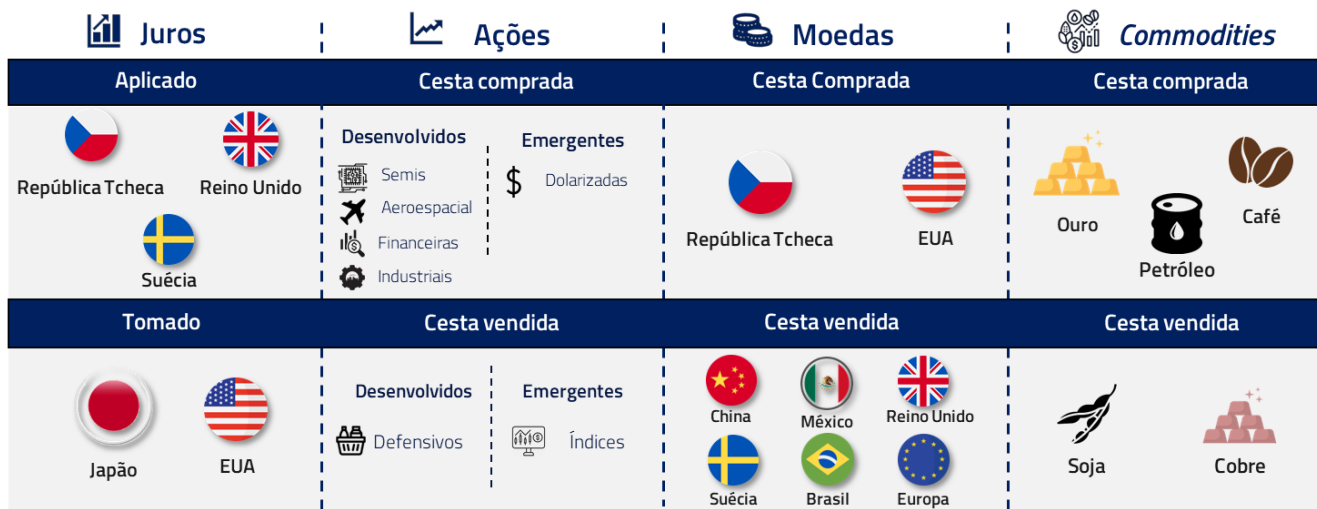 Juros
Ações
Moedas
Commodities
Aplicado
Cesta comprada
Cesta Comprada
Cesta comprada
República Tcheca
Reino Unido
Suécia
Desenvolvidos
Semis
Aeroespacial
Financeiras
Industriais
Emergentes
$ Dolarizadas
República Tcheca
EUA
Ouro
Petróleo
Café
Tomado
Cesta vendida
Cesta vendida
Cesta vendida
Japão
EUA
Desenvolvidos
Defensivos
Emergentes
Índices
China
México
Reino Unido
Suécia
Brasil
Europa
Soja
Cobre